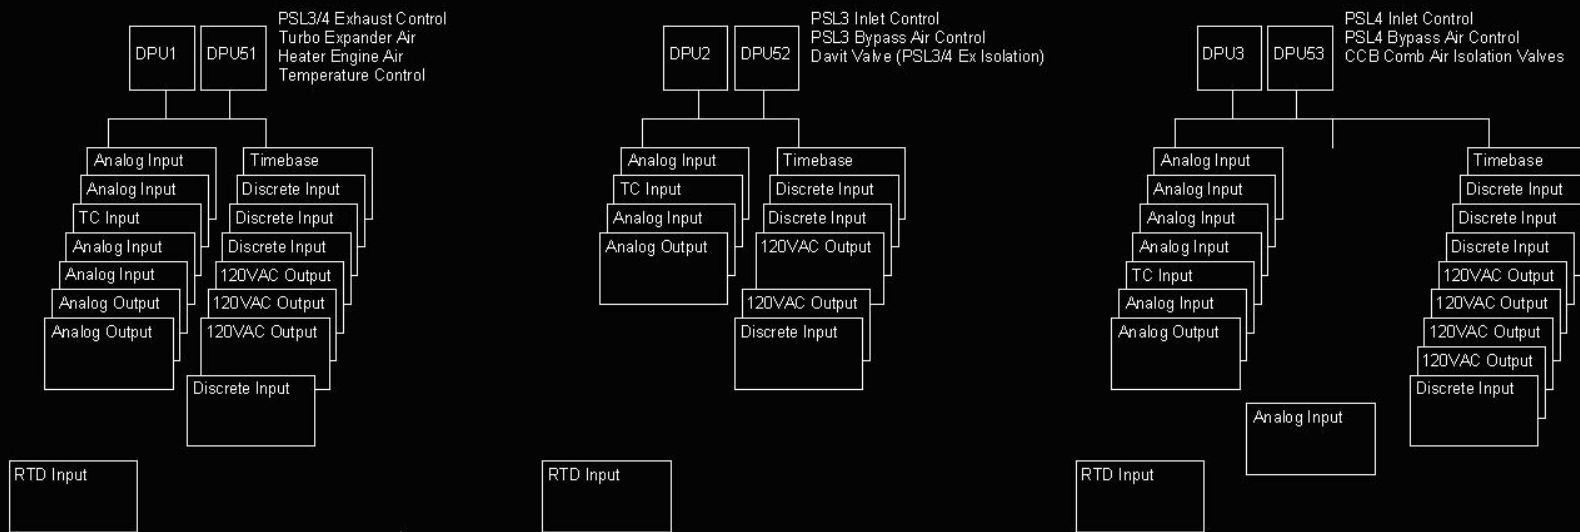 DPU1
DPU51
PSL3/4 Exhaust Control
Turbo Expander Air
Heater Engine Air
Temperature Control
Analog Input
Analog Input
TC Input
Analog Input
Analog Input
Analog Output
Analog Output
Timebase
Discrete Input
Discrete Input
Discrete Input
120VAC Output
120VAC Output
120VAC Output
Discrete Input
RTD Input
DPU2
DPU52
PSL3 Inlet Control
PSL3 Bypass Air Control
Davit Valve (PSL3/4 Ex Isolation)
Analog Input
TC Input
Analog Input
Analog Output
Timebase
Discrete Input
Discrete Input
120VAC Output
120VAC Output
Discrete Input
RTD Input
DPU3
DPU53
PSL4 Inlet Control
PSL4 Bypass Air Control
CCB Comb Air Isolation Valves
Analog Input
Analog Input
Analog Input
Analog Input
TC Input
Analog Input
Analog Output
Timebase
Discrete Input
Discrete Input
Discrete Input
120VAC Output
120VAC Output
120VAC Output
120VAC Output
Discrete Input
Analog Input
RTD Input